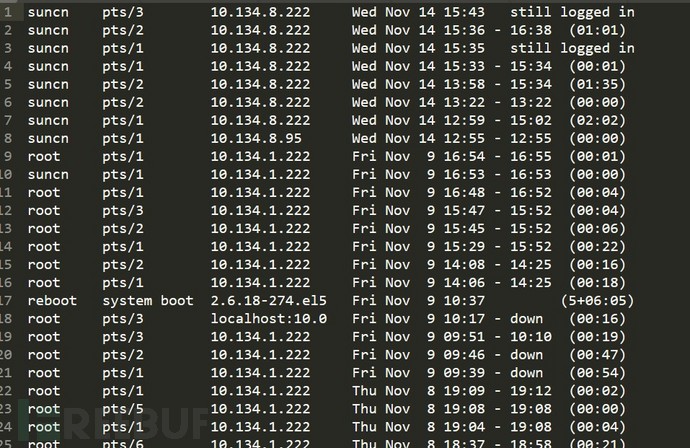 1 suncn pts/3 10.134.8.222 Wed Nov 14 15:43 still logged in
2 suncn pts/2 10.134.8.222 Wed Nov 14 15:36 - 16:38 (01:01)
3 suncn pts/1 10.134.8.222 Wed Nov 14 15:35 still logged in
4 suncn pts/1 10.134.8.222 Wed Nov 14 15:33 - 15:34 (00:01)
5 suncn pts/2 10.134.8.222 Wed Nov 14 13:58 - 15:34 (01:35)
6 suncn pts/2 10.134.8.222 Wed Nov 14 13:22 - 13:22 (00:00)
7 suncn pts/1 10.134.8.222 Wed Nov 14 12:59 - 15:02 (02:02)
8 suncn pts/1 10.134.8.95 Wed Nov 14 12:55 - 12:55 (00:00)
9 root pts/1 10.134.1.222 Fri Nov 9 16:54 - 16:55 (00:01)
10 suncn pts/1 10.134.1.222 Fri Nov 9 16:53 - 16:53 (00:00)
11 root pts/1 10.134.1.222 Fri Nov 9 16:48 - 16:52 (00:04)
12 root pts/3 10.134.1.222 Fri Nov 9 15:47 - 15:52 (00:04)
13 root pts/2 10.134.1.222 Fri Nov 9 15:45 - 15:52 (00:06)
14 root pts/1 10.134.1.222 Fri Nov 9 15:29 - 15:52 (00:22)
15 root pts/2 10.134.1.222 Fri Nov 9 14:08 - 14:25 (00:16)
16 root pts/1 10.134.1.222 Fri Nov 9 14:06 - 14:25 (00:18)
17 reboot system boot 2.6.18-274.el5 Fri Nov 9 10:37 (5+06:05)
18 root pts/3 localhost:10.0 Fri Nov 9 10:17 - down (00:16)
19 root pts/3 10.134.1.222 Fri Nov 9 09:51 - 10:10 (00:19)
20 root pts/2 10.134.1.222 Fri Nov 9 09:46 - down (00:47)
21 root pts/1 10.134.1.222 Fri Nov 9 09:39 - down (00:54)
22 root pts/1 10.134.1.222 Thu Nov 8 19:09 - 19:12 (00:02)
23 root pts/5 10.134.1.222 Thu Nov 8 19:08 - 19:08 (00:00)
24 root pts/1 10.134.1.222 Thu Nov 8 19:04 - 19:08 (00:04)
25 root pts/6 10.134.1.222 Thu Nov 8 18:37 - 18:58 (00:21)